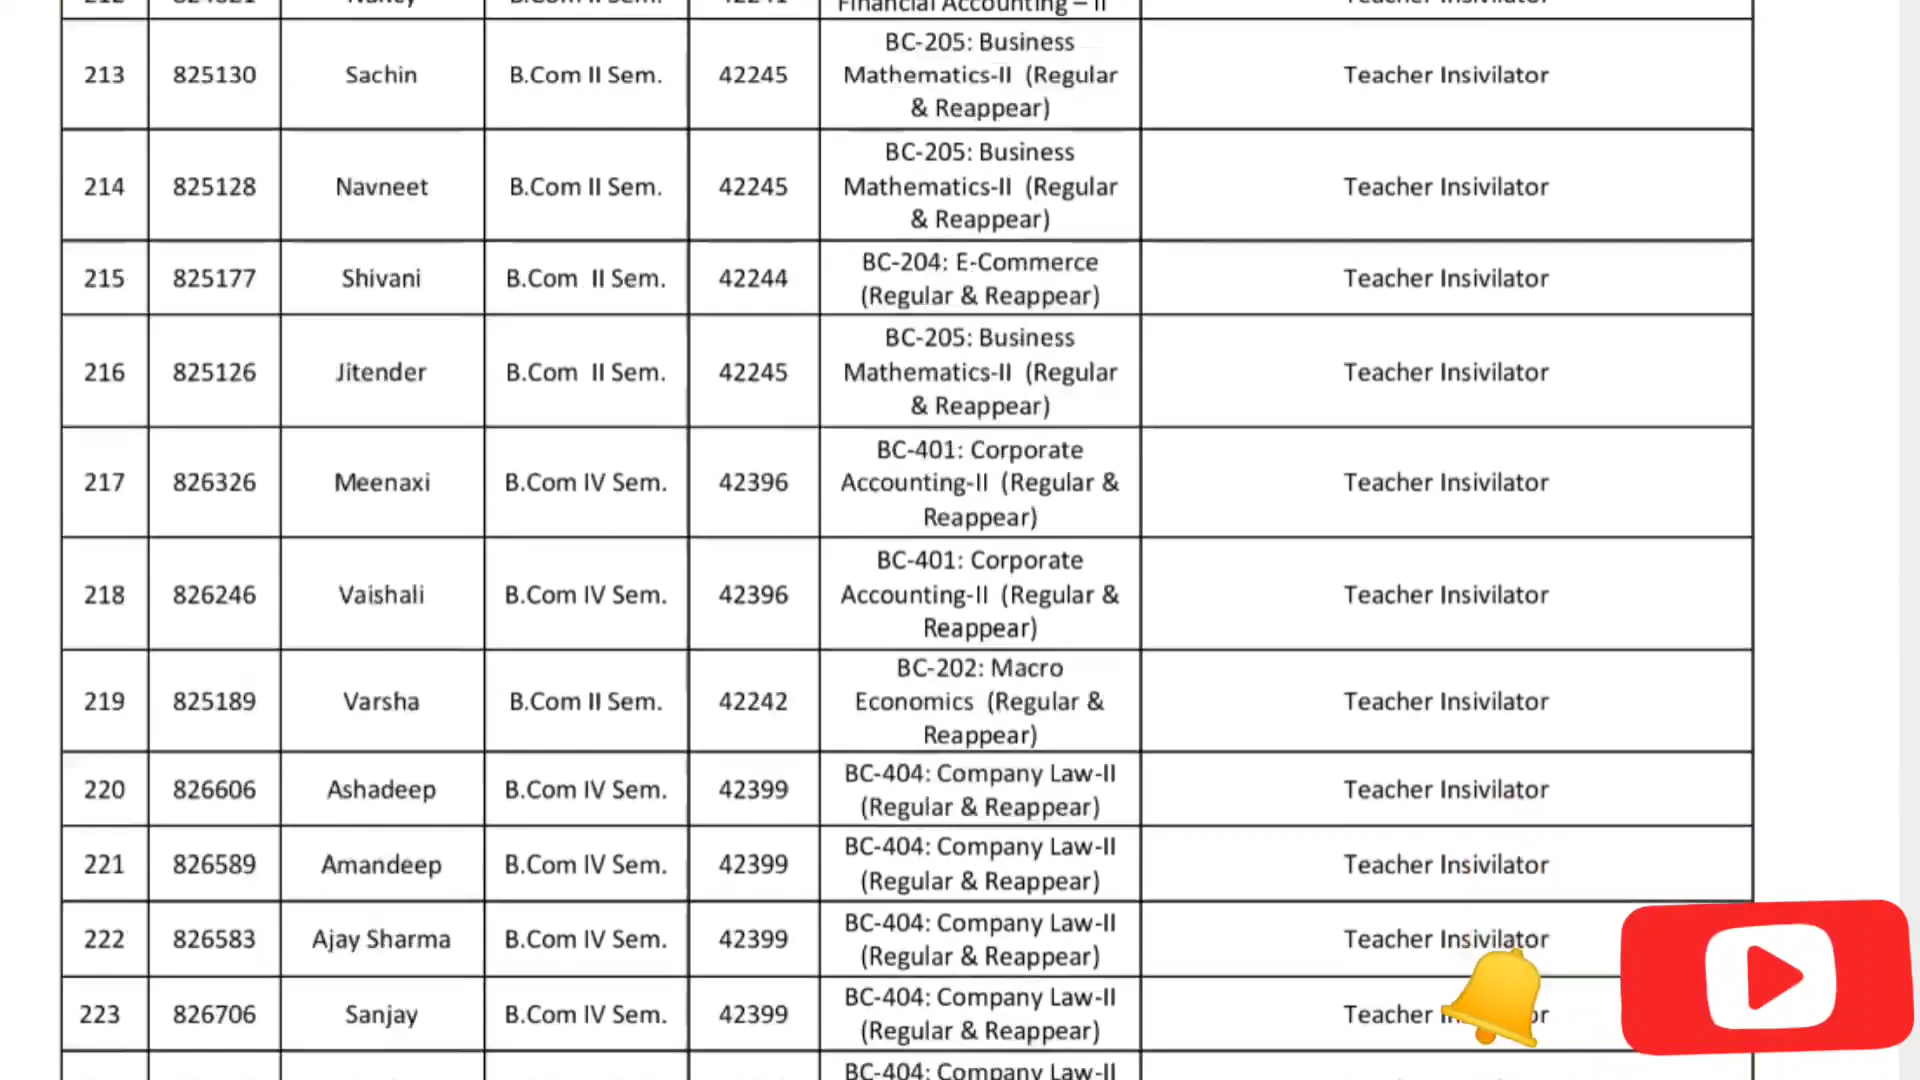 Financial Accounting – II
213 825130 Sachin B.Com II Sem. 42245 BC-205: Business Mathematics-II (Regular & Reappear) Teacher Insivilator
214 825128 Navneet B.Com II Sem. 42245 BC-205: Business Mathematics-II (Regular & Reappear) Teacher Insivilator
215 825177 Shivani B.Com II Sem. 42244 BC-204: E-Commerce (Regular & Reappear) Teacher Insivilator
216 825126 Jitender B.Com II Sem. 42245 BC-205: Business Mathematics-II (Regular & Reappear) Teacher Insivilator
217 826326 Meenaxi B.Com IV Sem. 42396 BC-401: Corporate Accounting-II (Regular & Reappear) Teacher Insivilator
218 826246 Vaishali B.Com IV Sem. 42396 BC-401: Corporate Accounting-II (Regular & Reappear) Teacher Insivilator
219 825189 Varsha B.Com II Sem. 42242 BC-202: Macro Economics (Regular & Reappear) Teacher Insivilator
220 826606 Ashadeep B.Com IV Sem. 42399 BC-404: Company Law-II (Regular & Reappear) Teacher Insivilator
221 826589 Amandeep B.Com IV Sem. 42399 BC-404: Company Law-II (Regular & Reappear) Teacher Insivilator
222 826583 Ajay Sharma B.Com IV Sem. 42399 BC-404: Company Law-II (Regular & Reappear) Teacher Insivilator
223 826706 Sanjay B.Com IV Sem. 42399 BC-404: Company Law-II (Regular & Reappear) Teacher
BC-404: Company Law-II